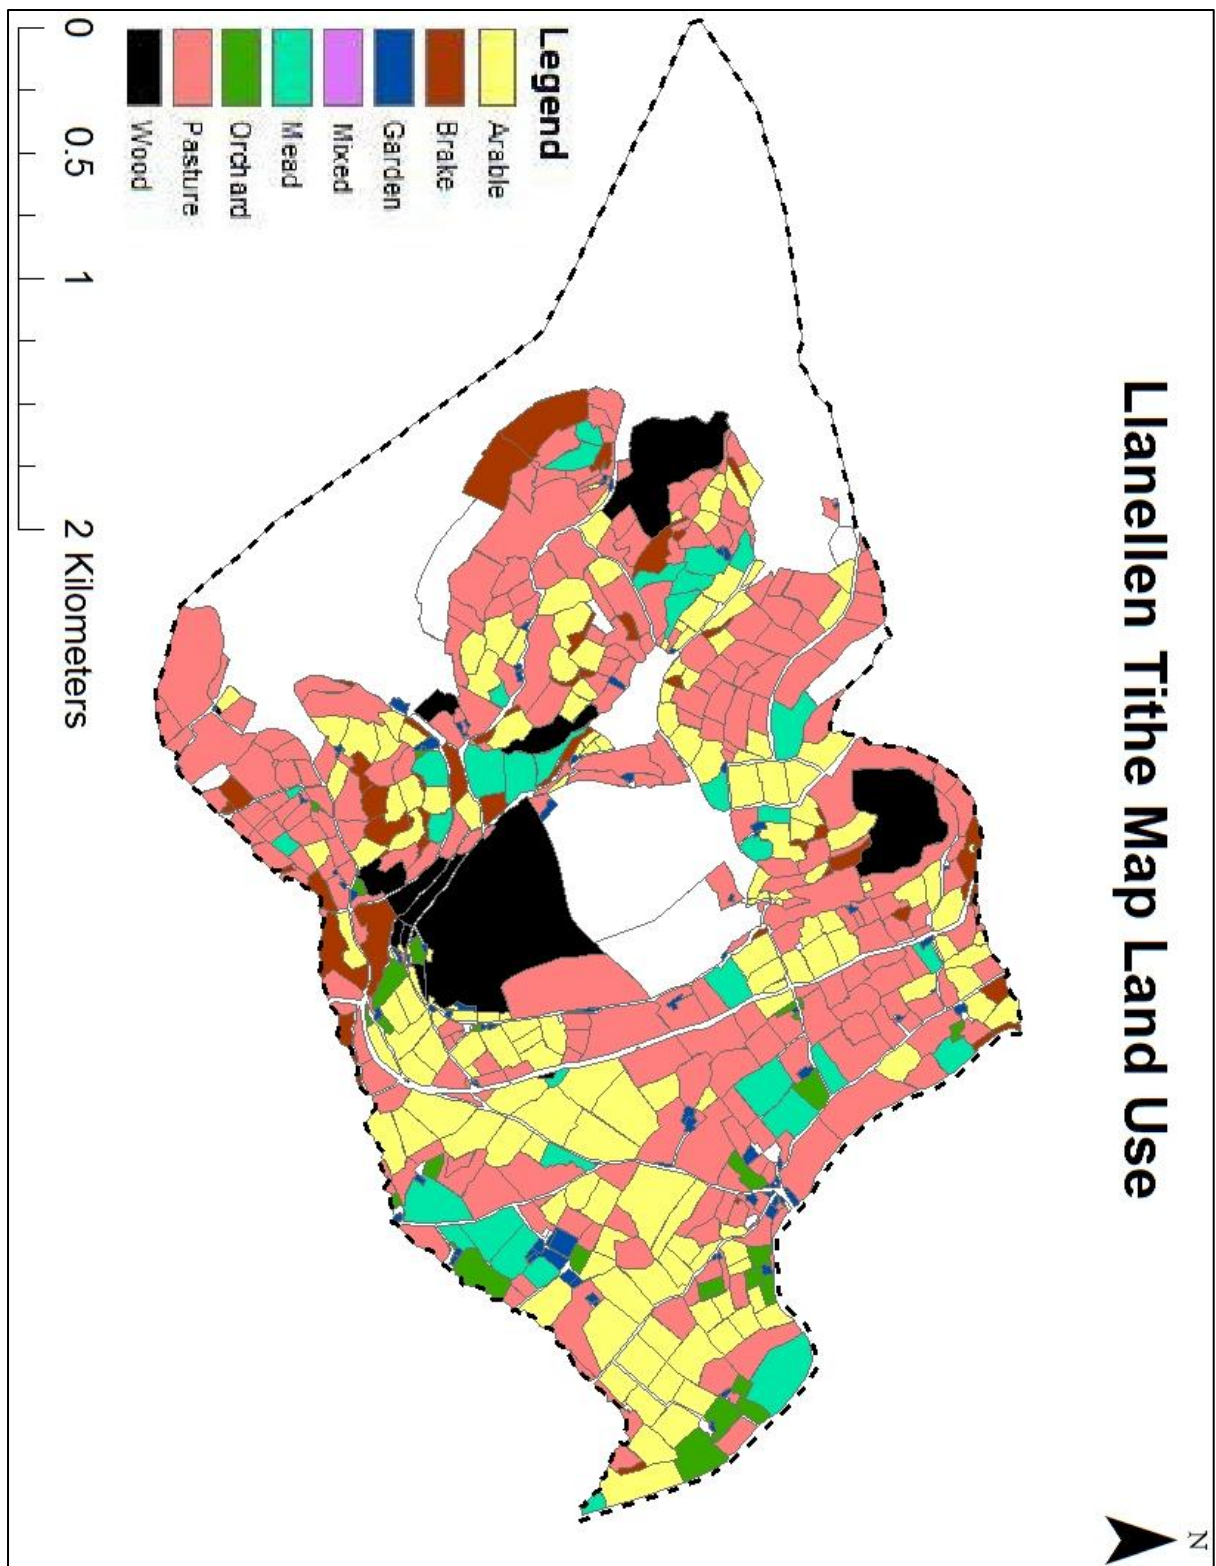 Llanellen Tithe Map Land Use
N
Legend
Arable
Brake
Garden
Mixed
Mead
Orchard
Pasture
Wood
0 0.5 1 2 Kilometers